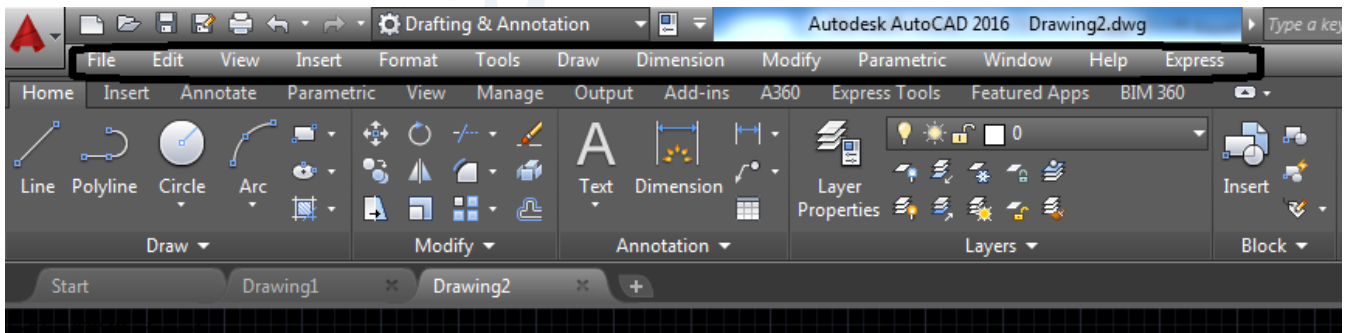 Drafting & Annotation Autodesk AutoCAD 2016 Drawing2.dwg Type a key
File Edit View Insert Format Tools Draw Dimension Modify Parametric Window Help Express
Home Insert Annotate Parametric View Manage Output Add-ins A360 Express Tools Featured Apps BIM 360
0
Line Polyline Circle Arc Text Dimension Layer Properties Insert
Draw Modify Annotation Layers Block
Start Drawing1 Drawing2